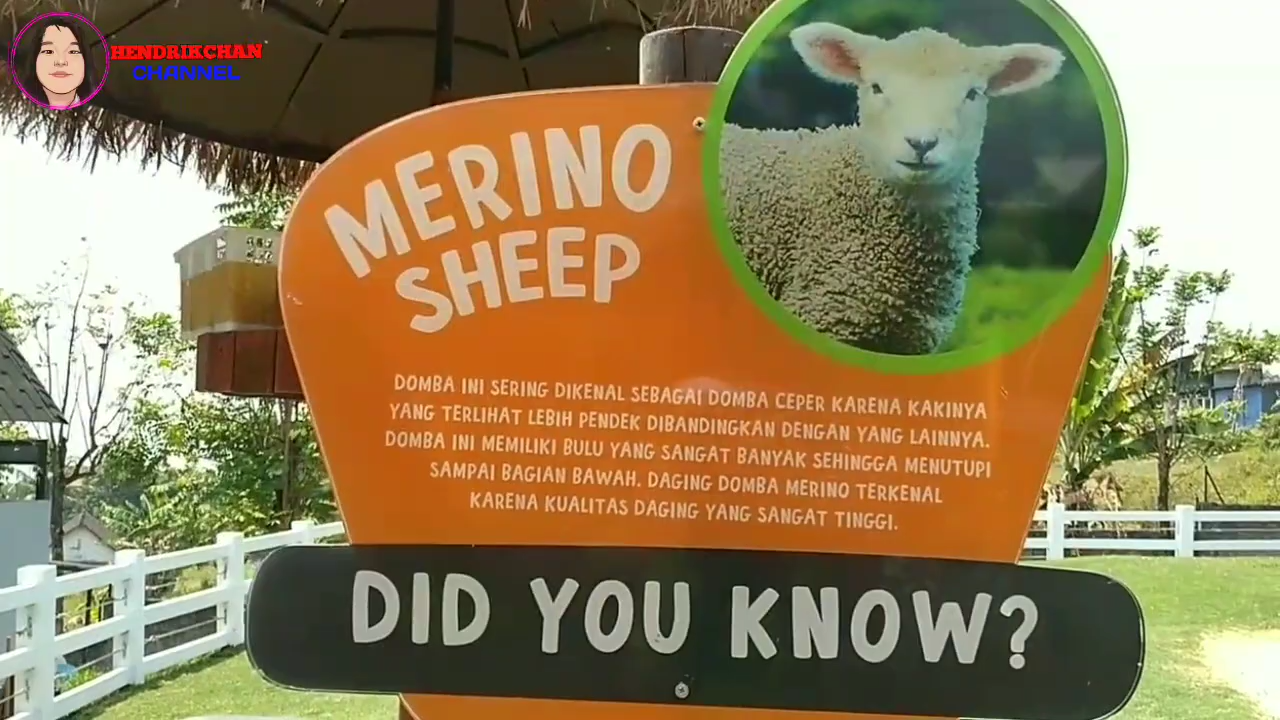 HENDRIKCHAN
CHANNEL
MERINO
SHEEP
DOMBA INI SERING DIKENAL SEBAGAI DOMBA CEPER KARENA KAKINYA
YANG TERLIHAT LEBIH PENDEK DIBANDINGKAN DENGAN YANG LAINNYA.
DOMBA INI MEMILIKI BULU YANG SANGAT BANYAK SEHINGGA MENUTUPI
SAMPAI BAGIAN BAWAH. DAGING DOMBA MERINO TERKENAL
KARENA KUALITAS DAGING YANG SANGAT TINGGI.
DID YOU KNOW?